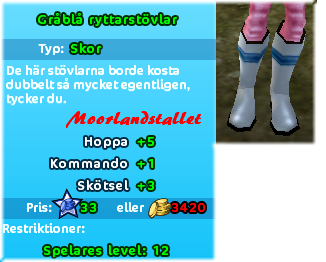 Gråblå ryttarstövlar
Typ: Skor
De här stövlarna borde kosta
dubbelt så mycket egentligen,
tycker du.
Moorlandstallet
Hoppa +5
Kommando +1
Skötsel +3
Pris: 33 eller 3420
Restriktioner:
Spelares level: 12